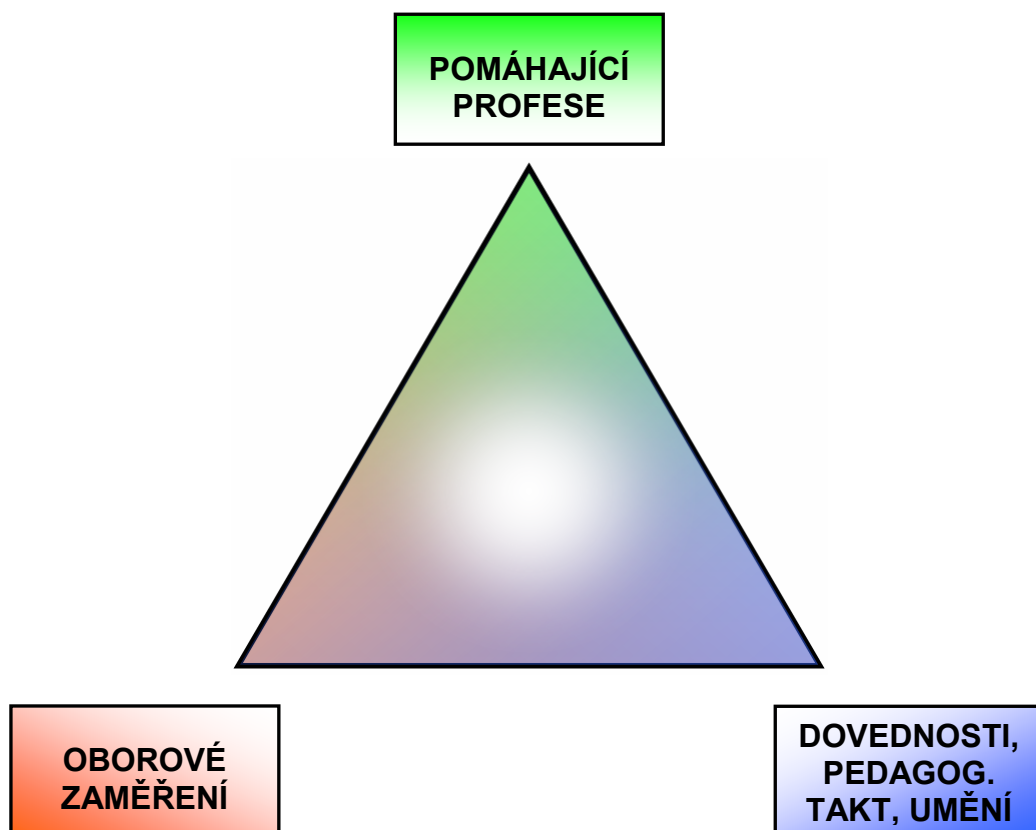 POMÁHAJÍCÍ
PROFESE
OBOROVÉ
ZAMĚŘENÍ
DOVEDNOSTI,
PEDAGOG.
TAKT, UMĚNÍ